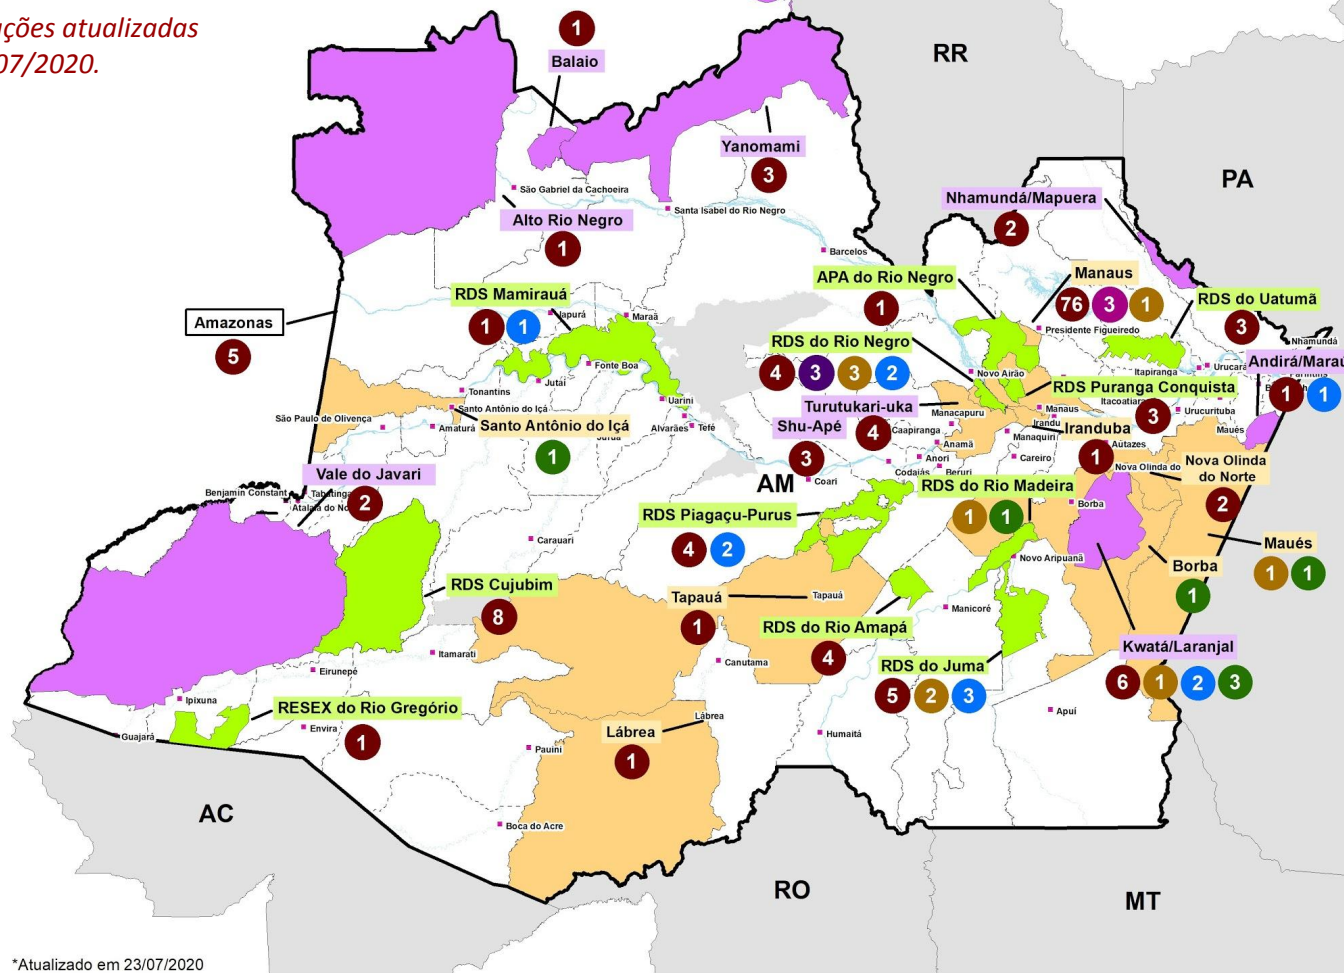 ções atualizadas
07/2020.
1
Balaio
RR
PA
Yanomami
3
São Gabriel da Cachoeira
Santa Isabel do Rio Negro
Alto Rio Negro
1
Barcelos
Nhamundá/Mapuera
2
APA do Rio Negro
1
Manaus
76 3 1
RDS do Uatumã
3
Presidente Figueiredo
RDS Mamirauá
1 1
Japurá
Maraã
Amazonas
5
RDS do Rio Negro
4 3 3 2
Nhamundá
Itapiranga
Urucará
Andirá/Marau
1 1
Fonte Boa
Jutaí
Tonantins
Novo Airão
RDS Puranga Conquista
3
Itacoatiara
Urucurituba
Uarini
Alvarães
Tefé
Santo Antônio do Içá
São Paulo de Olivença
Amaturá
Santo Antônio do Içá
1
Turutukari-uka
4
Manacapuru
Manaus
Irandu
Shu-Apé
3
Caapiranga
Manaquiri
Iranduba
1
Autazes
Maués
Anamã
Anori
Codajás
Beruri
Careiro
Coari
Nova Olinda do
Nova Olinda
do Norte
2
Vale do Javari
2
Benjamin Constant
Tabatinga
Atalaia do No
AM
RDS do Rio Madeira
1 1
Borba
RDS Piagaçu-Purus
4 2
Carauari
Novo Aripuanã
Maués
1 1
Borba
1
RDS Cujubim
8
Tapauá
1
Tapauá
Manicoré
RDS do Rio Amapá
4
Kwatá/Laranjal
6 1 2 3
Itamarati
Canutama
RDS do Juma
5 2 3
Eirunepé
Ipixuna
Guajará
RESEX do Rio Gregório
1
Envira
Lábrea
Lábrea
1
Apuí
Humaitá
Pauini
AC
Boca do Acre
RO
MT
*Atualizado em 23/07/2020